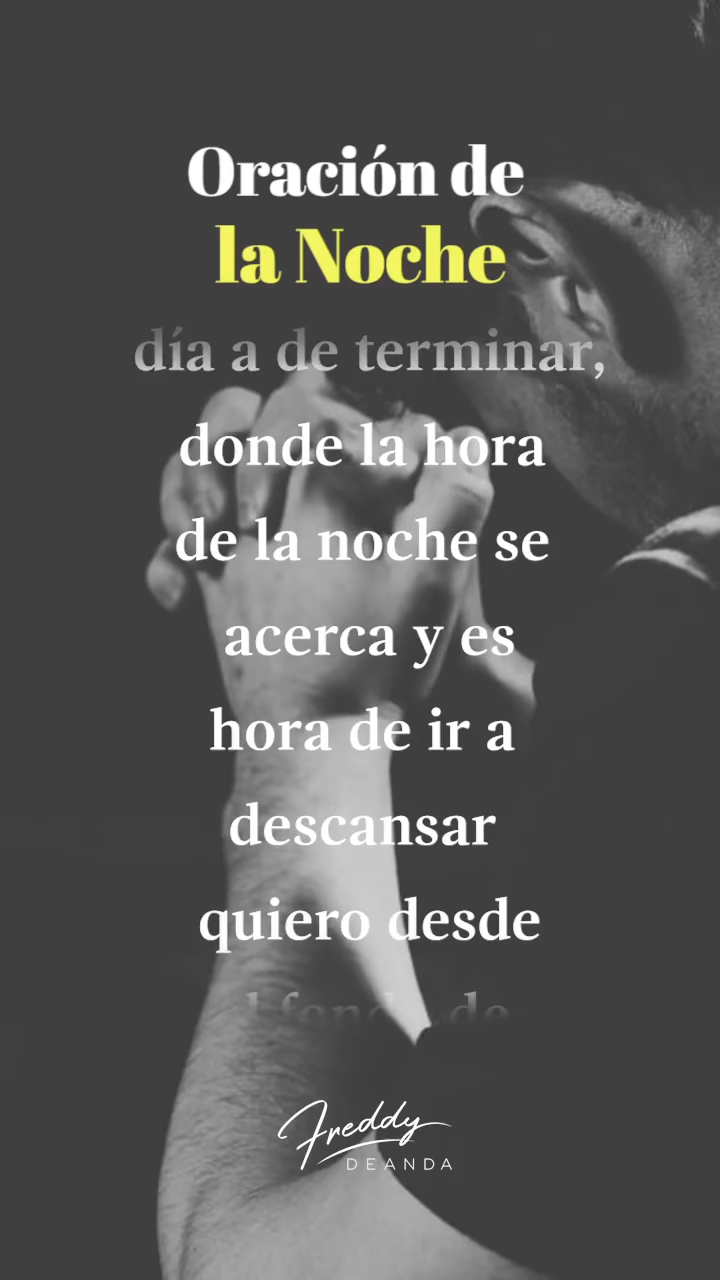 Oración de
la Noche
día a de terminar,
donde la hora
de la noche se
acerca y es
hora de ir a
descansar
quiero desde
de
Freddy
DEANDA